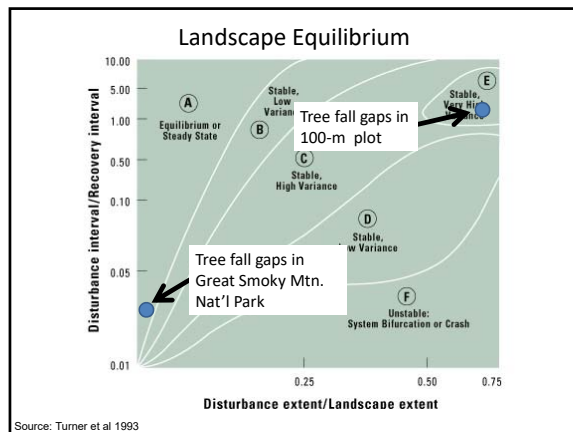 Landscape Equilibrium
Disturbance interval/Recovery interval
10.00
5.00
1.00
0.50
0.10
0.05
0.01
A
Equilibrium or
Steady State
Stable,
Low
Variance
B
C
Stable,
High Variance
Tree fall gaps in
100-m plot
E
Stable,
Very High
D
Stable,
Low Variance
Tree fall gaps in
Great Smoky Mtn.
Nat’l Park
F
Unstable:
System Bifurcation or Crash
0.25
0.50
0.75
Disturbance extent/Landscape extent
Source: Turner et al 1993